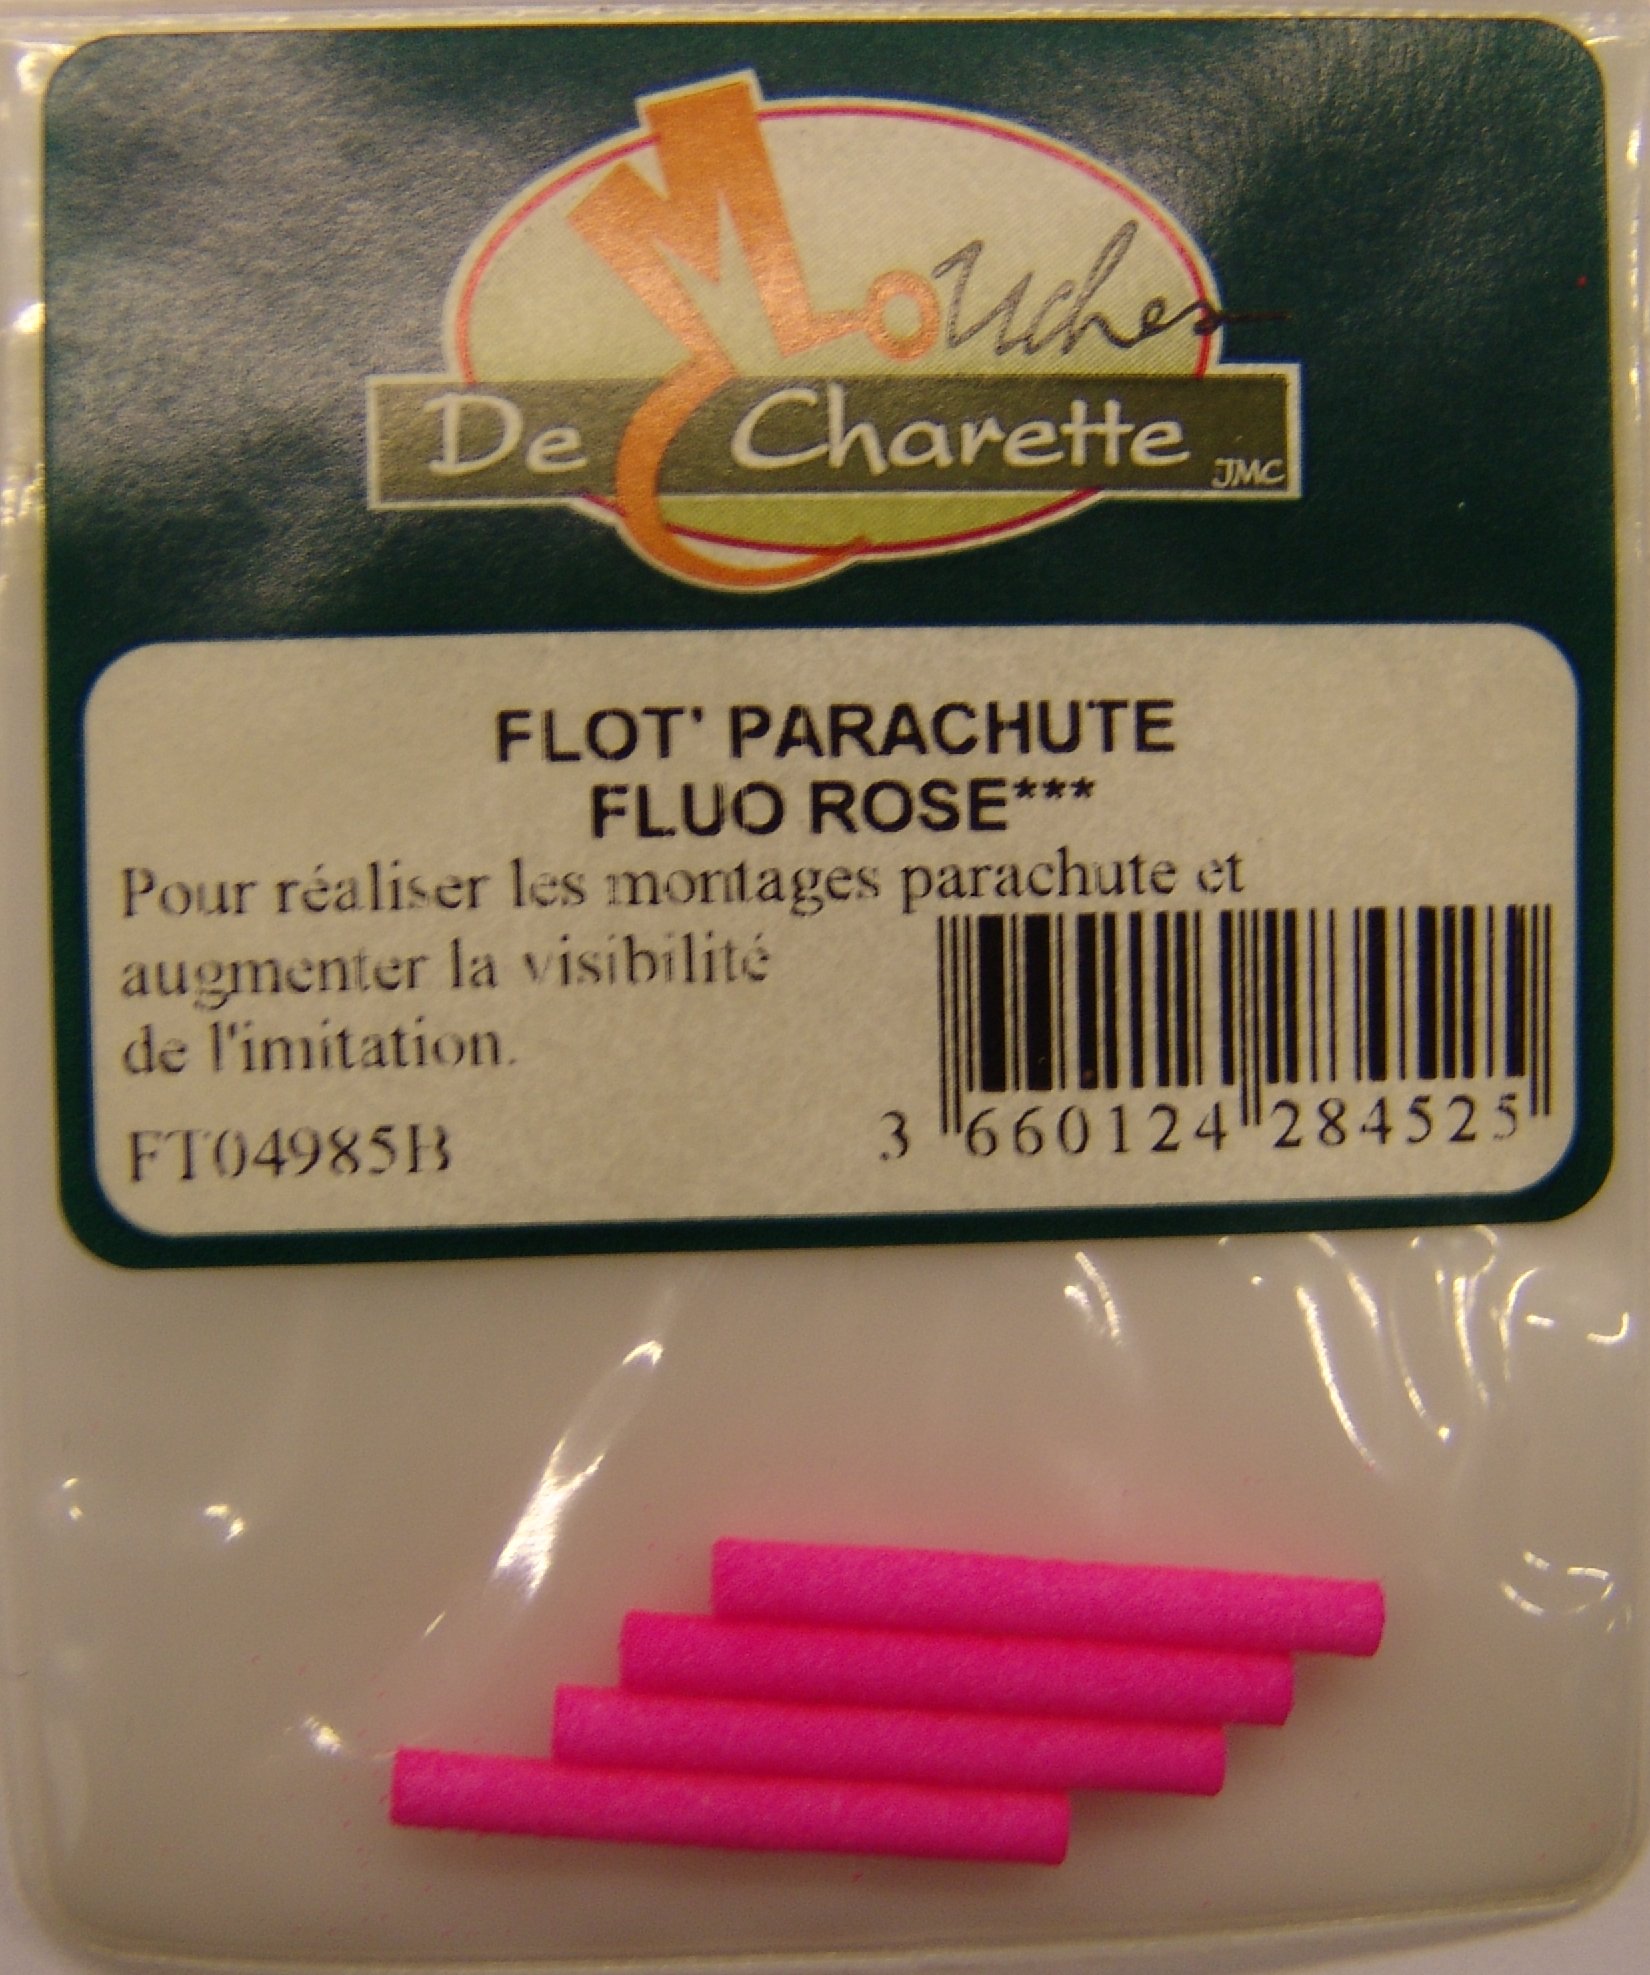 Mouches
De Charette JMC
FLOT' PARACHUTE
FLUO ROSE***
Pour réaliser les montages parachute et
augmenter la visibilité
de l'imitation.
FT04985B
3 660124 284525